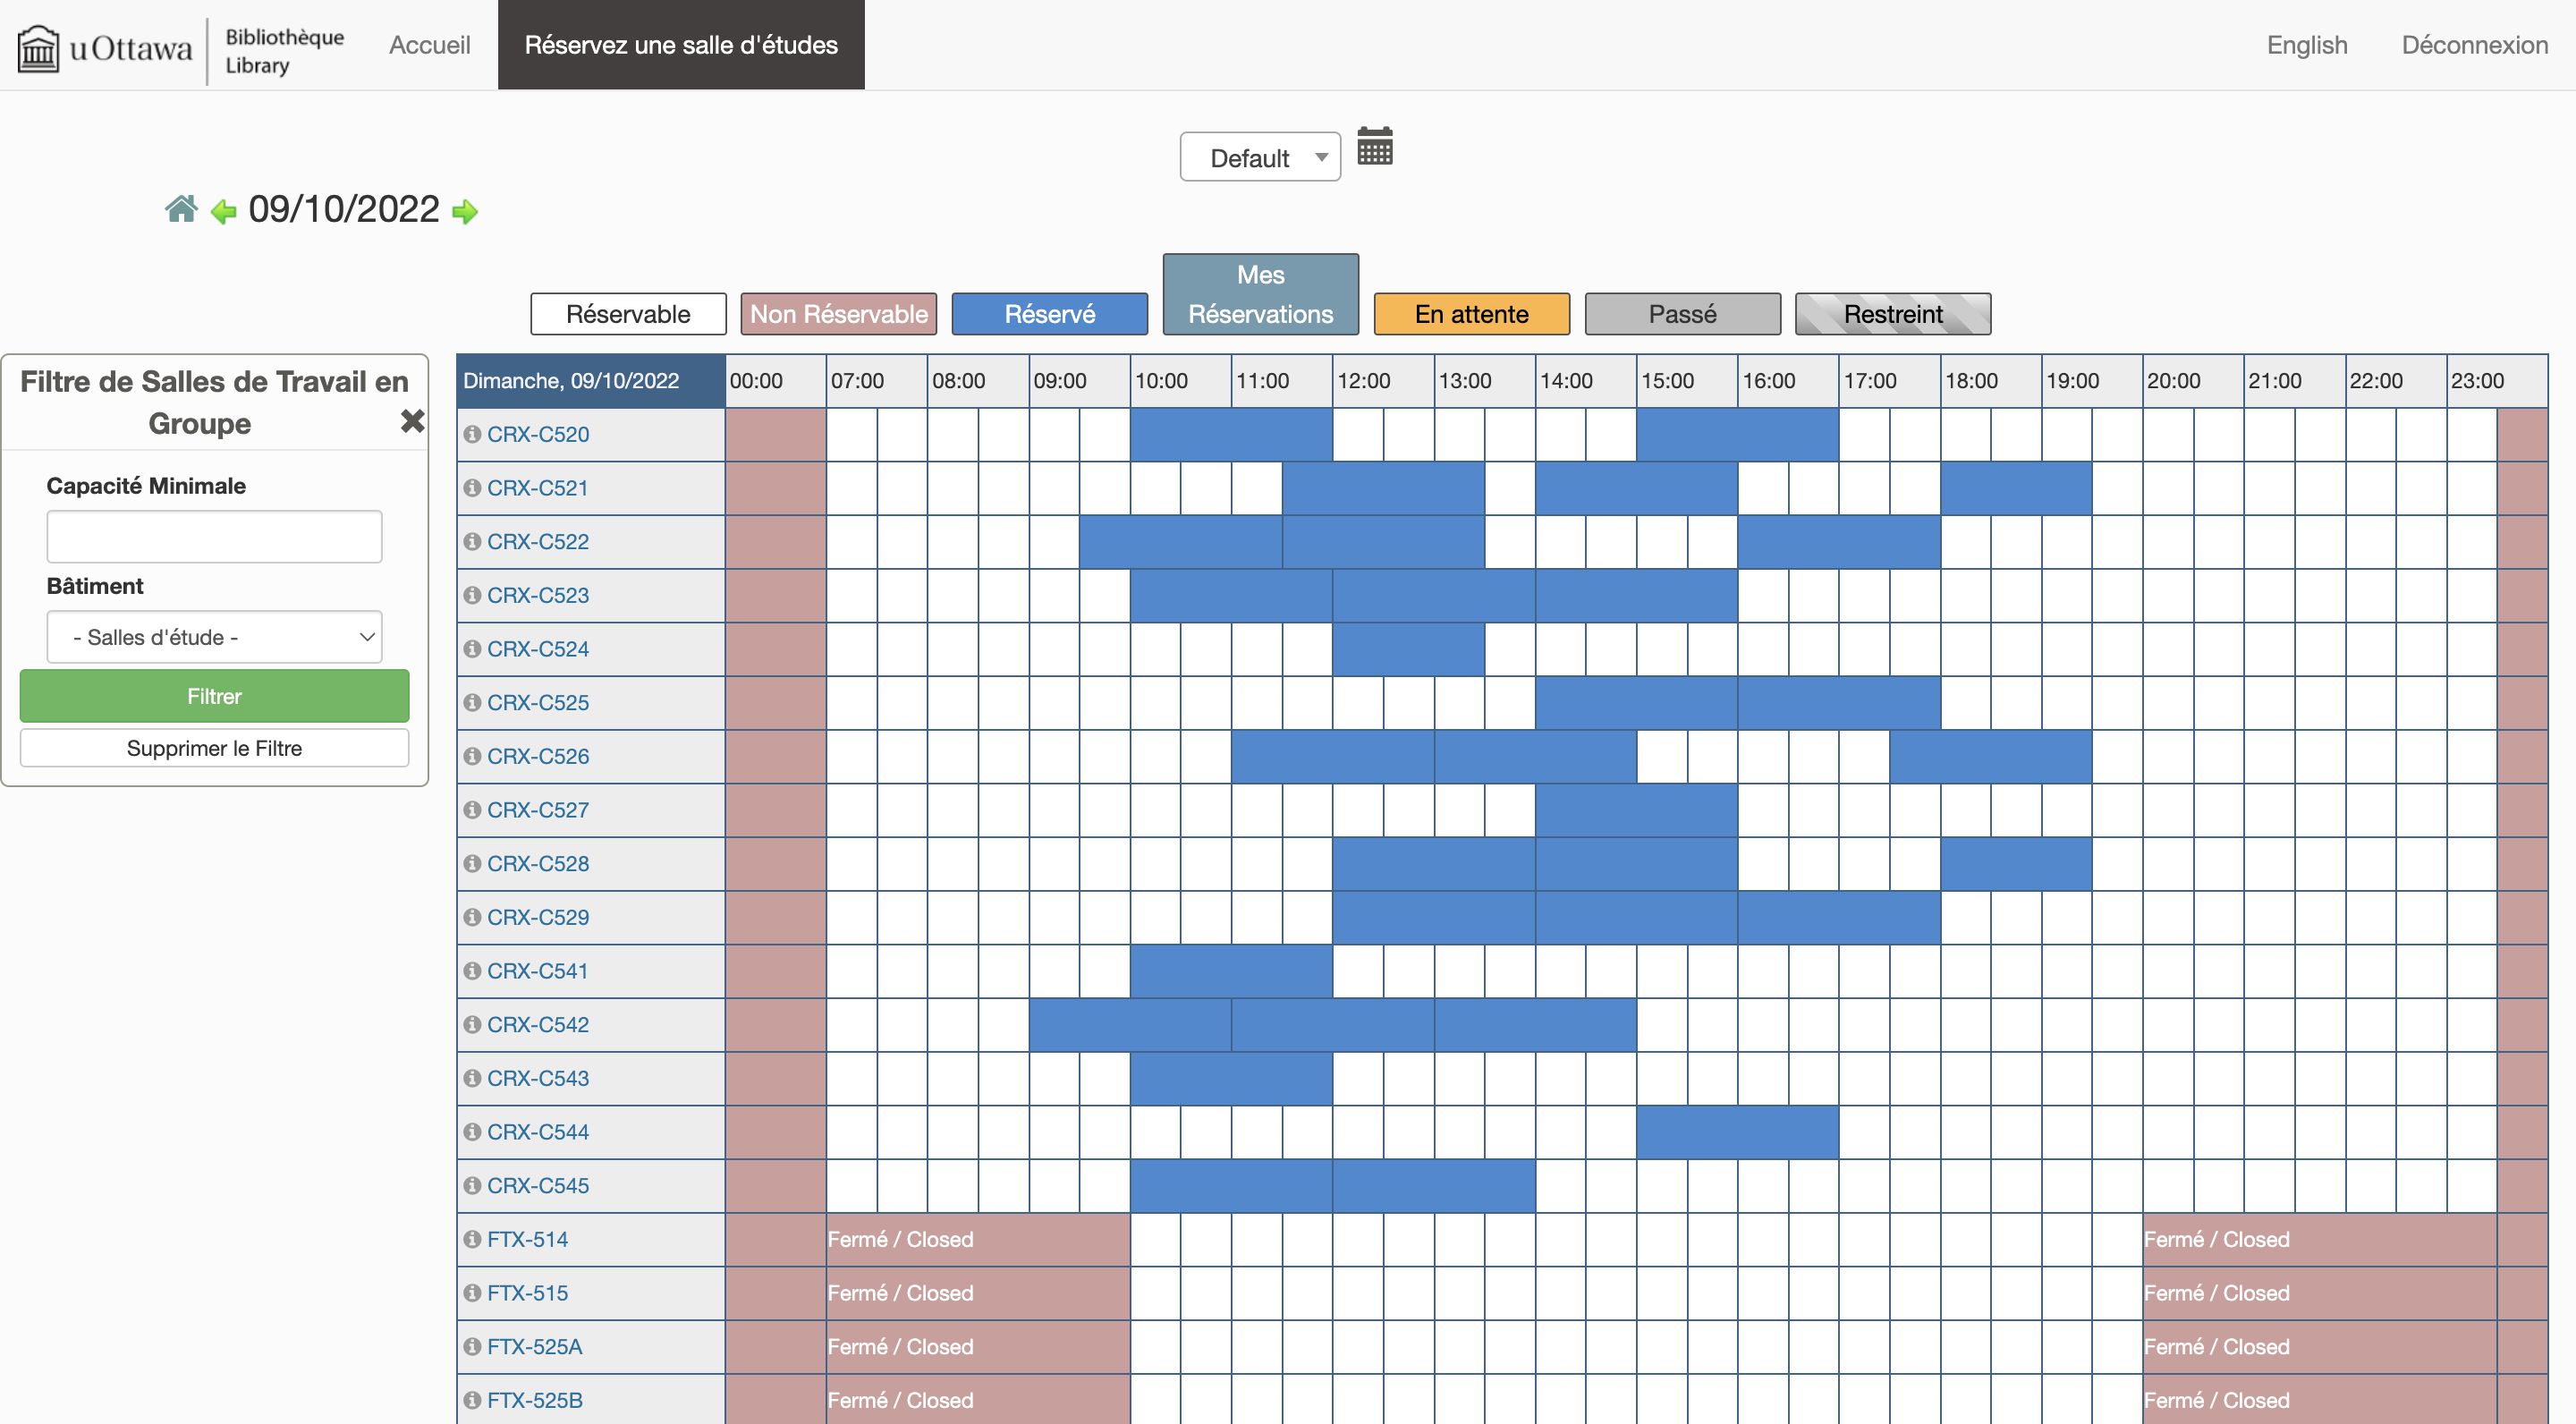 uOttawa
Bibliothèque
Library
Accueil
Réservez une salle d'études
English
Déconnexion
Default
09/10/2022
Réservable
Non Réservable
Réservé
Mes
Réservations
En attente
Passé
Restreint
Filtre de Salles de Travail en
Groupe
Capacité Minimale
Bâtiment
- Salles d'étude -
Filtrer
Supprimer le Filtre
Dimanche, 09/10/2022 00:00 07:00 08:00 09:00 10:00 11:00 12:00 13:00 14:00 15:00 16:00 17:00 18:00 19:00 20:00 21:00 22:00 23:00
CRX-C520
CRX-C521
CRX-C522
CRX-C523
CRX-C524
CRX-C525
CRX-C526
CRX-C527
CRX-C528
CRX-C529
CRX-C541
CRX-C542
CRX-C543
CRX-C544
CRX-C545
FTX-514 Fermé / Closed Fermé / Closed
FTX-515 Fermé / Closed Fermé / Closed
FTX-525A Fermé / Closed Fermé / Closed
FTX-525B Fermé / Closed Fermé / Closed